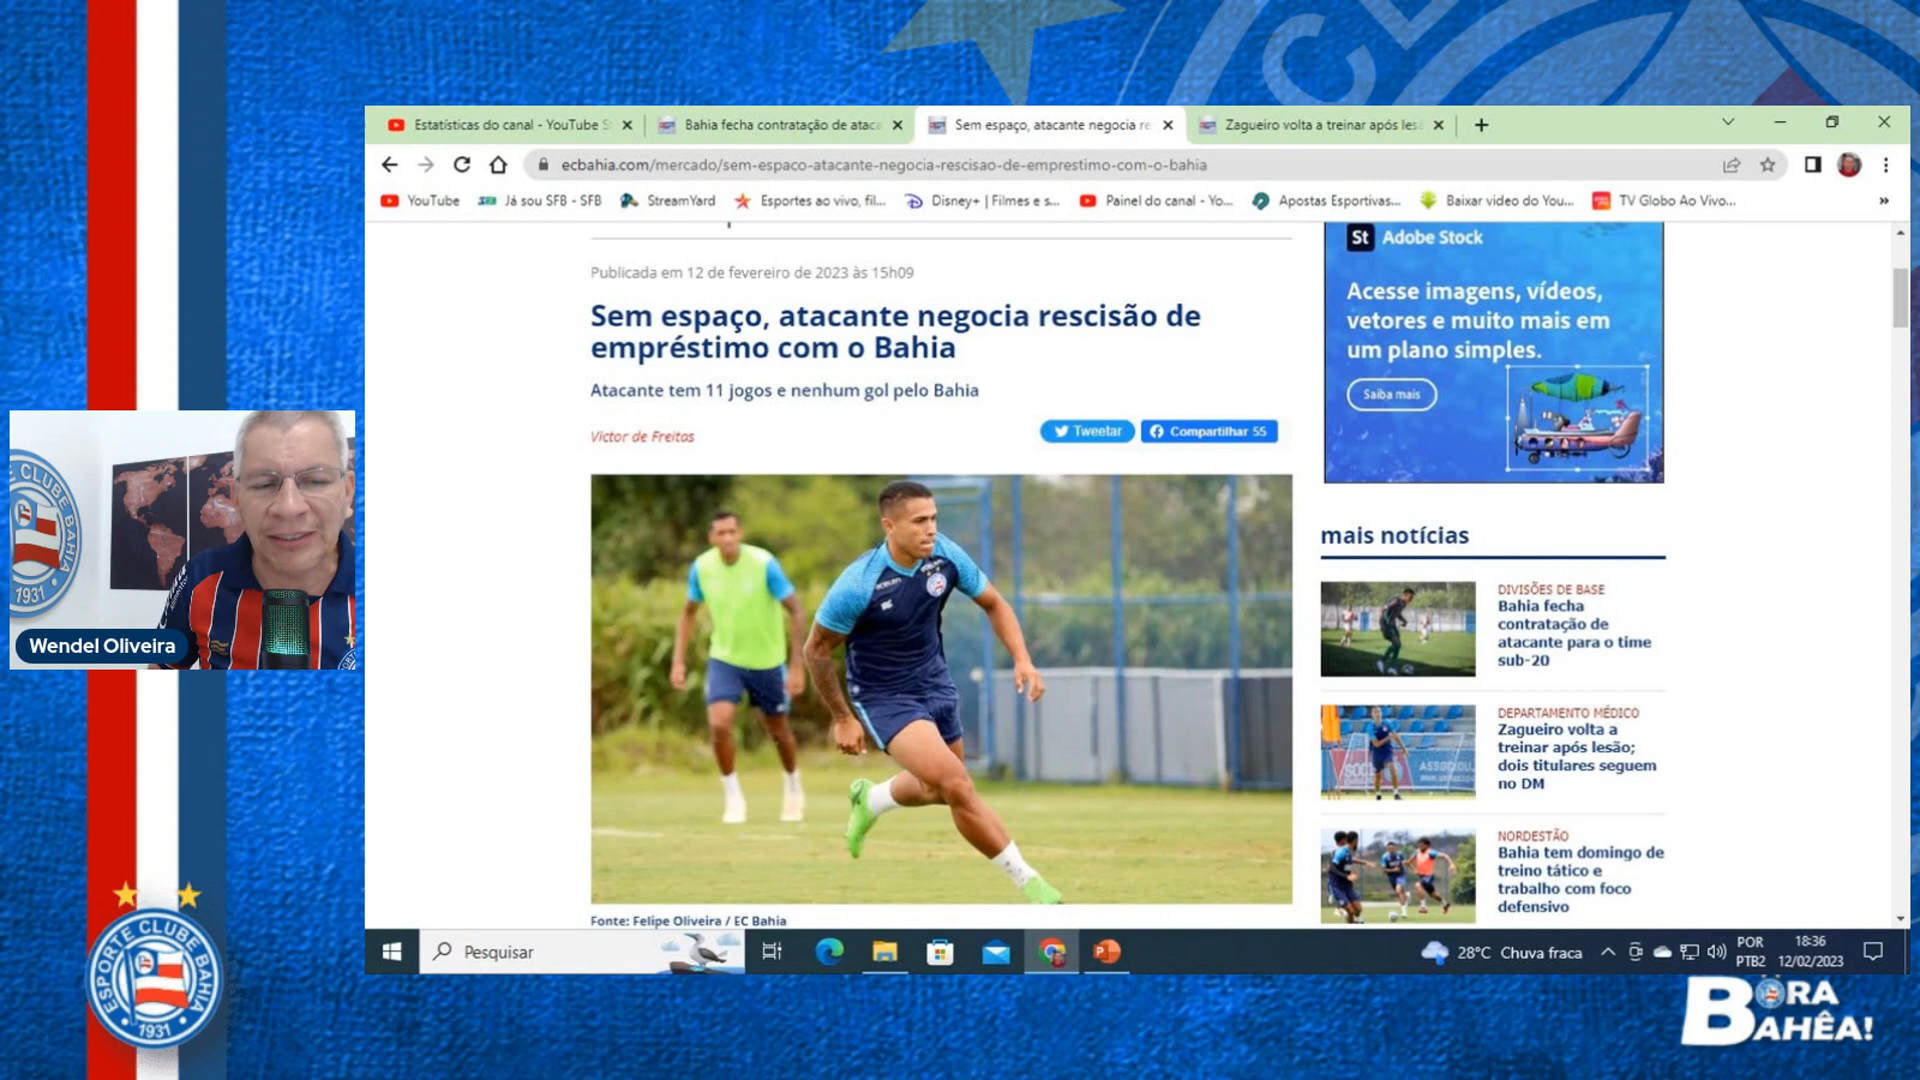 Estatísticas do canal - YouTube S
Bahia fecha contratação de ataca
Sem espaço, atacante negocia re
Zagueiro volta a treinar após les
ecbahia.com/mercado/sem-espaco-atacante-negocia-rescisao-de-emprestimo-com-o-bahia
YouTube
Já sou SFB - SFB
StreamYard
Esportes ao vivo, fil...
Disney+ | Filmes e s...
Painel do canal - Yo...
Apostas Esportivas...
Baixar video do You...
TV Globo Ao Vivo...
»
Publicada em 12 de fevereiro de 2023 às 15h09
Sem espaço, atacante negocia rescisão de
empréstimo com o Bahia
Atacante tem 11 jogos e nenhum gol pelo Bahia
Victor de Freitas
Tweetar
Compartilhar 55
Fonte: Felipe Oliveira / EC Bahia
St Adobe Stock
Acesse imagens, vídeos,
vetores e muito mais em
um plano simples.
Saiba mais
mais notícias
DIVISÕES DE BASE
Bahia fecha
contratação de
atacante para o time
sub-20
DEPARTAMENTO MÉDICO
Zagueiro volta a
treinar após lesão;
dois titulares seguem
no DM
NORDESTÃO
Bahia tem domingo de
treino tático e
trabalho com foco
defensivo
E CLUBE BAHIA
1931
Wendel Oliveira
Pesquisar
28°C Chuva fraca
POR
PTB2
18:36
12/02/2023
ESPORTE CLUBE BAHIA
1931
BORA
BAHÊA!